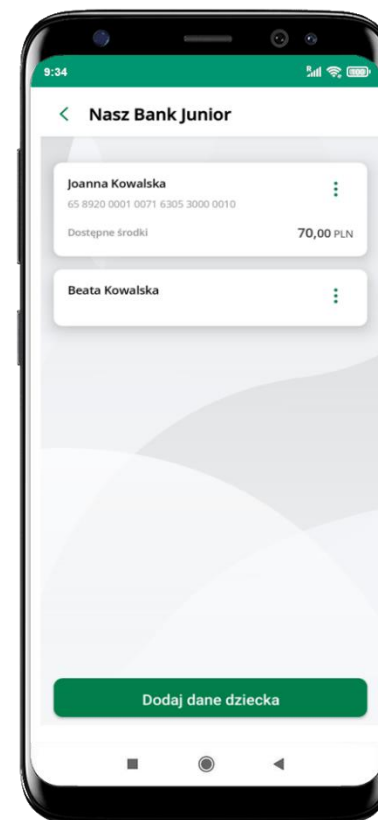 9:34
Nasz Bank Junior
Joanna Kowalska
65 8920 0001 0071 6305 3000 0010
Dostępne środki 70,00 PLN
Beata Kowalska
Dodaj dane dziecka